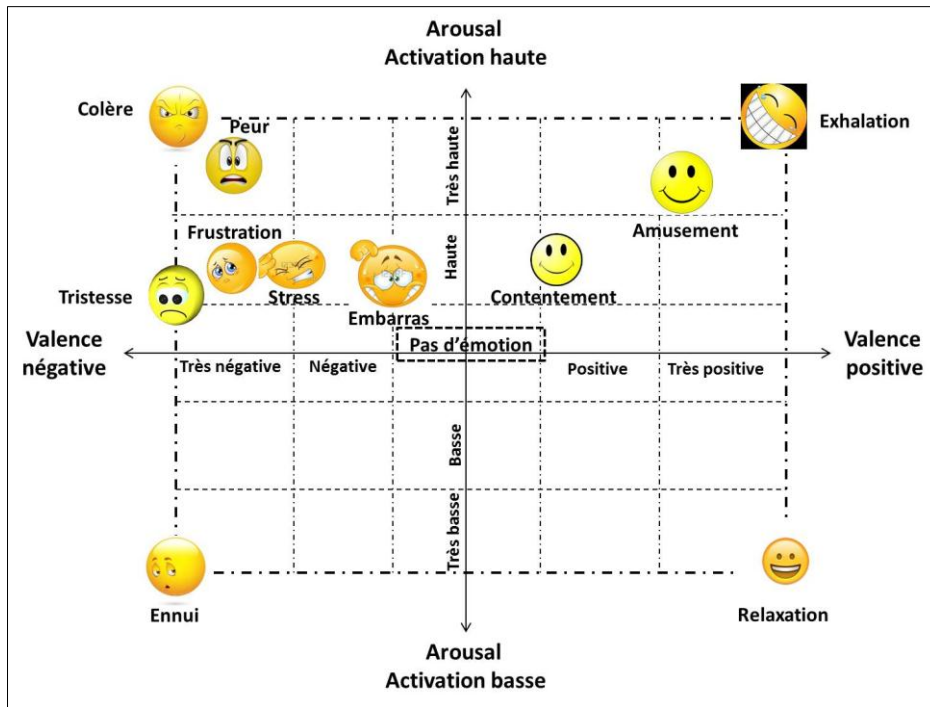 Arousal
Activation haute
Colère
Peur
Exhalation
Très haute
Frustration
Amusement
Haute
Tristesse
Stress
Contentement
Embarras
Valence
négative
Pas d'émotion
Valence
positive
Très négative
Négative
Positive
Très positive
Basse
Très basse
Ennui
Relaxation
Arousal
Activation basse